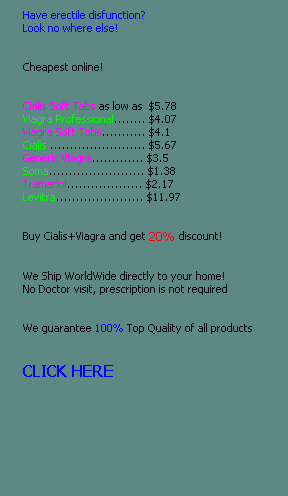 Have erectile disfunction?
Look no where else!
Cheapest online!
Cialis Soft Tabs as low as $5.78
Viagra Professional........ $4.07
Viagra Soft Tabs........... $4.1
Cialis......................... $5.67
Generic Viagra............. $3.5
Soma........................ $1.38
................... $2.17
Levitra...................... $11.97
Buy Cialis+Viagra and get 20% discount!
We Ship WorldWide directly to your home!
No Doctor visit, prescription is not required
We guarantee 100% Top Quality of all products
CLICK HERE